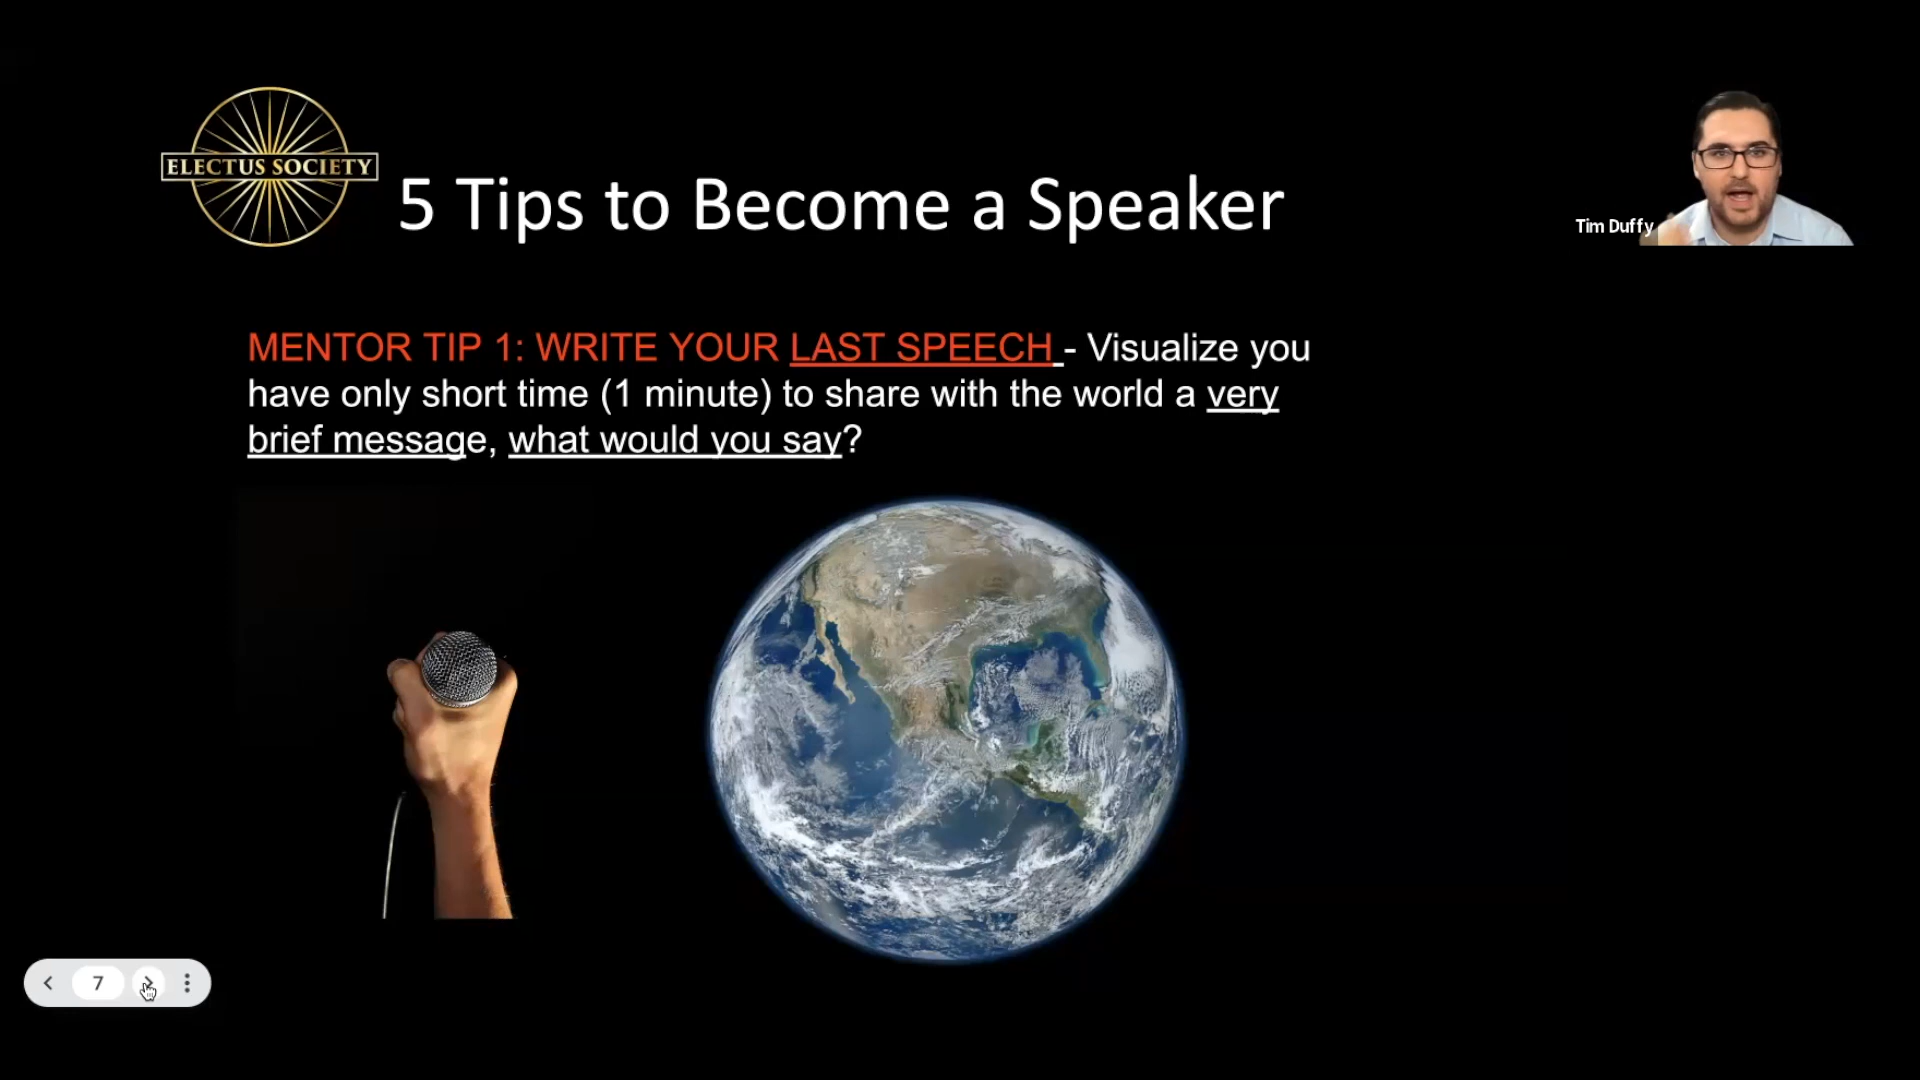 ELECTUS SOCIETY
5 Tips to Become a Speaker
Tim Duffy
MENTOR TIP 1: WRITE YOUR LAST SPEECH - Visualize you
have only short time (1 minute) to share with the world a very
brief message, what would you say?
7